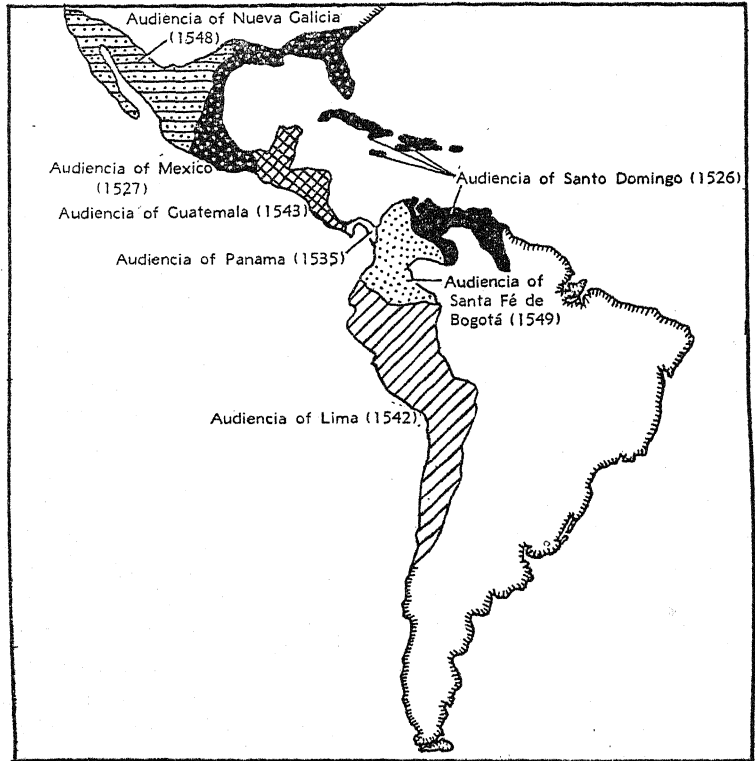 Audiencia of Nueva Galicia
(1548)
Audiencia of Mexico
(1527)
Audiencia of Santo Domingo (1526)
Audiencia of Guatemala (1543)
Audiencia of Panama (1535)
Audiencia of
Santa Fé de
Bogotá (1549)
Audiencia of Lima (1542)